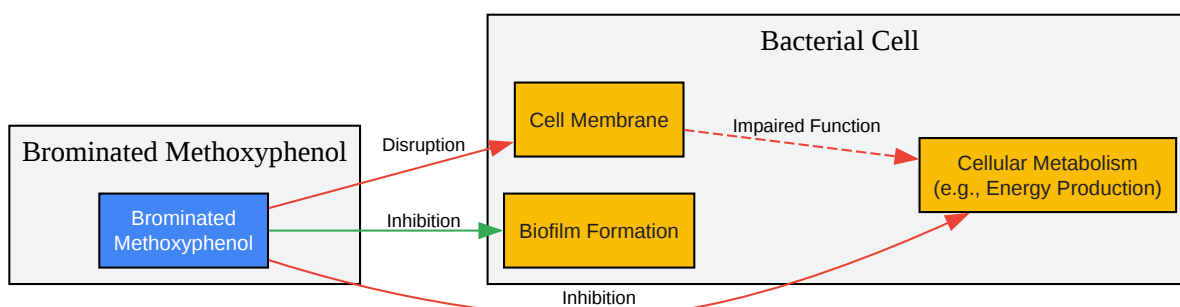 Bacterial Cell
Brominated Methoxyphenol
Brominated
Methoxyphenol
Disruption
Inhibition
Inhibition
Cell Membrane
Biofilm Formation
Impaired Function
Cellular Metabolism
(e.g., Energy Production)